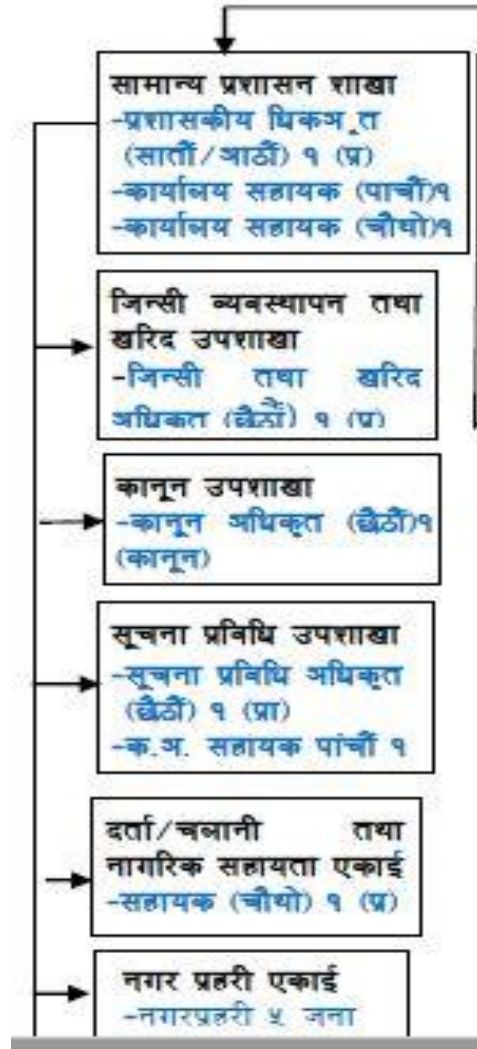 सामान्य प्रशासन शाखा
-प्रशासकीय धिकअृत
(सातौं/आठौं) १ (प्र)
-कार्यालय सहायक (पाचौं)१
-कार्यालय सहायक (चौथो)१
जिन्सी व्यवस्थापन तथा
खरिद उपशाखा
-जिन्सी तथा खरिद
अधिकृत (छैठौं) १ (प्र)
कानून उपशाखा
-कानून अधिकृत (छैठौं)१
(कानून)
सूचना प्रविधि उपशाखा
-सूचना प्रविधि अधिकृत
(छैठौं) १ (प्रा)
-क.अ. सहायक पांचौं १
दर्ता/चलानी तथा
नागरिक सहायता एकाई
-सहायक (चौथो) १ (प्र)
नगर प्रहरी एकाई
-नगरप्रहरी ५ जना